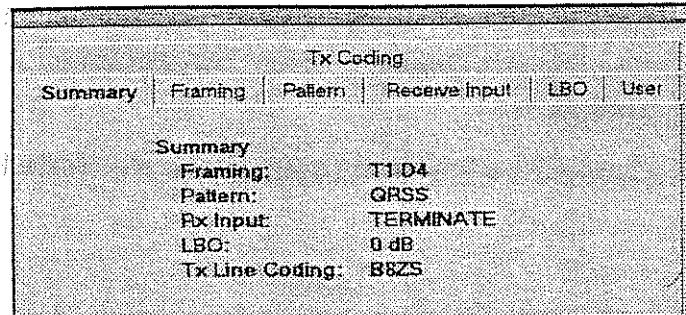 Tx Coding
Summary Framing Pattern Receive Input LBO User
Summary
Framing: T1 D4
Pattern: QRSS
Rx Input: TERMINATE
LBO: 0 dB
Tx Line Coding: B8ZS